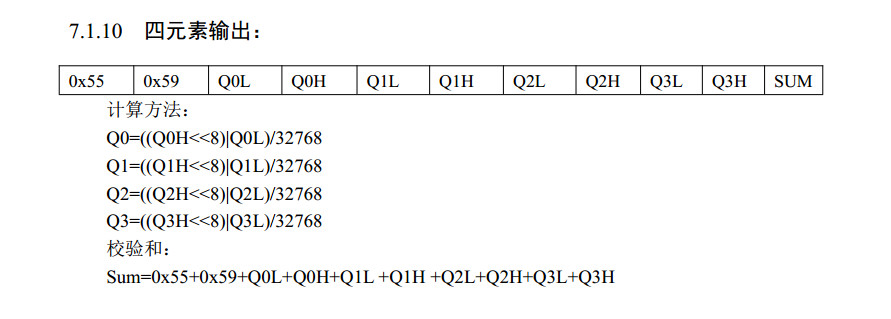 7.1.10 四元素输出：
0x55 0x59 Q0L Q0H Q1L Q1H Q2L Q2H Q3L Q3H SUM
计算方法：
Q0=((Q0H<<8)|Q0L)/32768
Q1=((Q1H<<8)|Q1L)/32768
Q2=((Q2H<<8)|Q2L)/32768
Q3=((Q3H<<8)|Q3L)/32768
校验和：
Sum=0x55+0x59+Q0L+Q0H+Q1L +Q1H +Q2L+Q2H+Q3L+Q3H